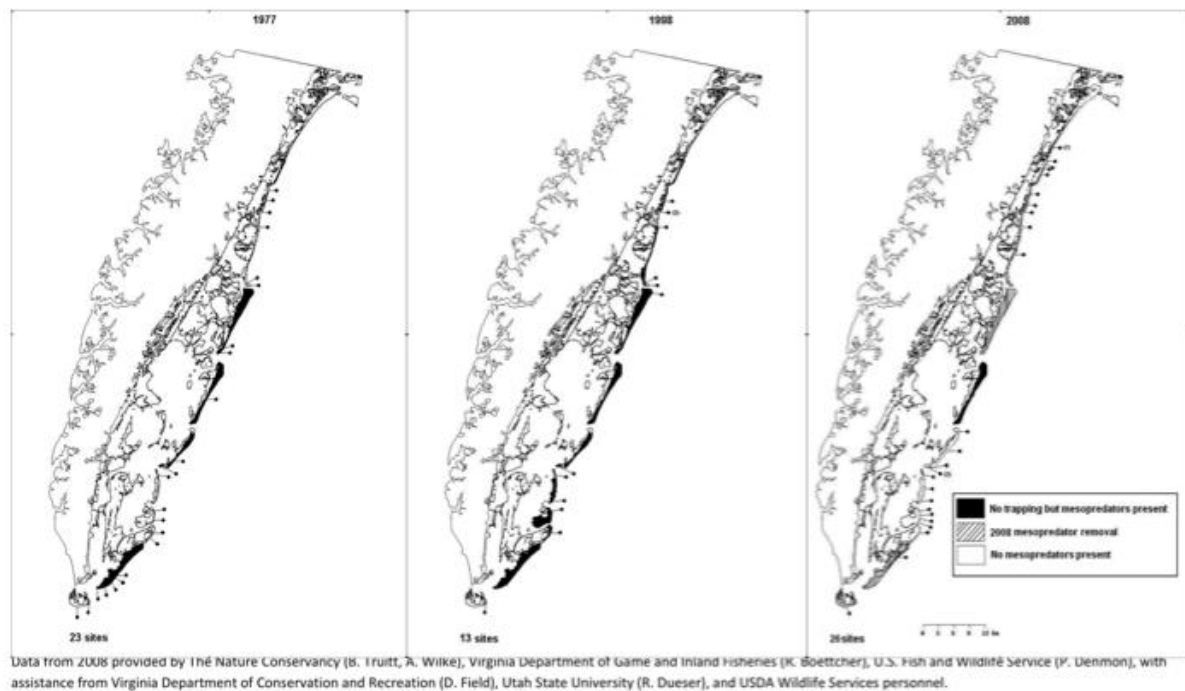 1977
1998
2008
No trapping but mesopredators present
2008 mesopredator removal
No mesopredators present
23 sites
13 sites
26 sites
Data from 2008 provided by The Nature Conservancy (B. Truitt, A. Wilke), Virginia Department of Game and Inland Fisheries (R. Boettcher), U.S. Fish and Wildlife Service (P. Denmon), with
assistance from Virginia Department of Conservation and Recreation (D. Field), Utah State University (R. Dueser), and USDA Wildlife Services personnel.